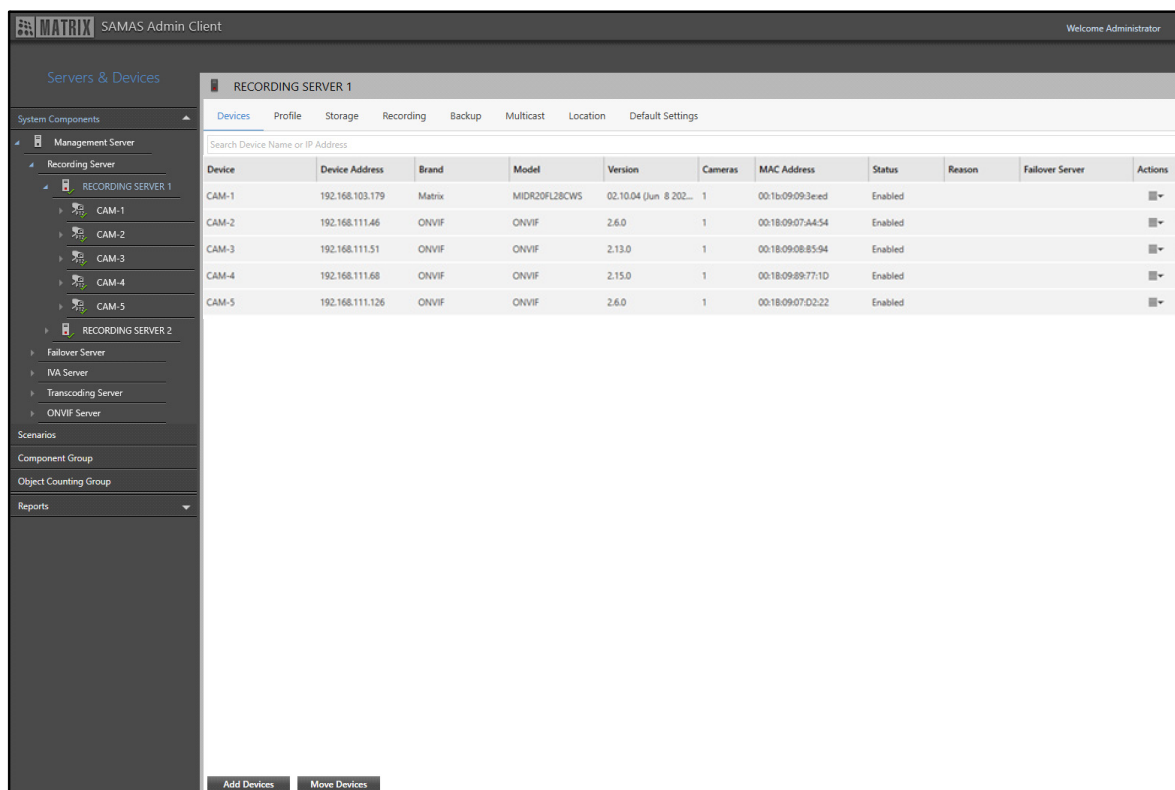 MATRIX SAMAS Admin Client
Welcome Administrator
Servers & Devices
System Components
Management Server
Recording Server
RECORDING SERVER 1
CAM-1
CAM-2
CAM-3
CAM-4
CAM-5
RECORDING SERVER 2
Failover Server
IVA Server
Transcoding Server
ONVIF Server
Scenarios
Component Group
Object Counting Group
Reports
RECORDING SERVER 1
Devices Profile Storage Recording Backup Multicast Location Default Settings
Search Device Name or IP Address
Device Device Address Brand Model Version Cameras MAC Address Status Reason Failover Server Actions
CAM-1 192.168.103.179 Matrix MIDR20FL28CWS 02.10.04 (Jun 8 202... 1 00:1b:09:09:3e:ed Enabled
CAM-2 192.168.111.46 ONVIF ONVIF 2.6.0 1 00:1B:09:07:A4:54 Enabled
CAM-3 192.168.111.51 ONVIF ONVIF 2.13.0 1 00:1B:09:0B:85:94 Enabled
CAM-4 192.168.111.68 ONVIF ONVIF 2.15.0 1 00:1B:09:89:77:1D Enabled
CAM-5 192.168.111.126 ONVIF ONVIF 2.6.0 1 00:1B:09:07:D2:22 Enabled
Add Devices Move Devices